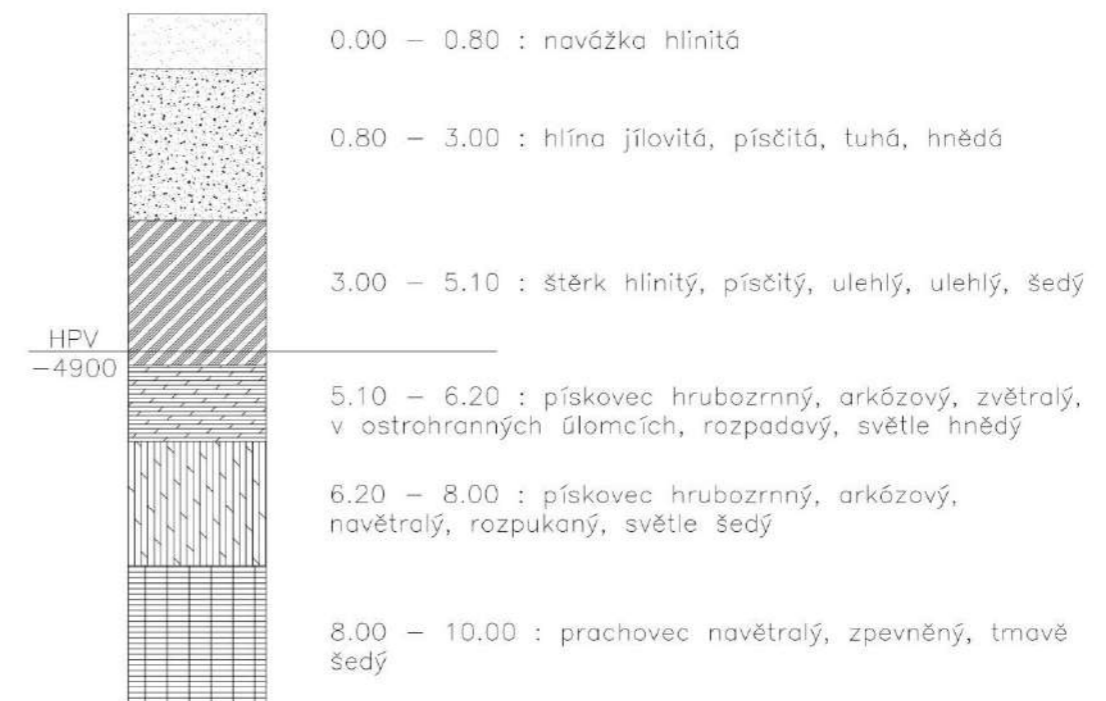 0.00 – 0.80 : navážka hlinitá
0.80 – 3.00 : hlína jílovitá, písčitá, tuhá, hnědá
3.00 – 5.10 : štěrk hlinitý, písčitý, ulehlý, ulehlý, šedý
HPV
–4900
5.10 – 6.20 : pískovec hrubozrnný, arkózový, zvětralý,
v ostrohranných úlomcích, rozpadavý, světle hnědý
6.20 – 8.00 : pískovec hrubozrnný, arkózový,
navětralý, rozpukaný, světle šedý
8.00 – 10.00 : prachovec navětralý, zpevněný, tmavě
šedý